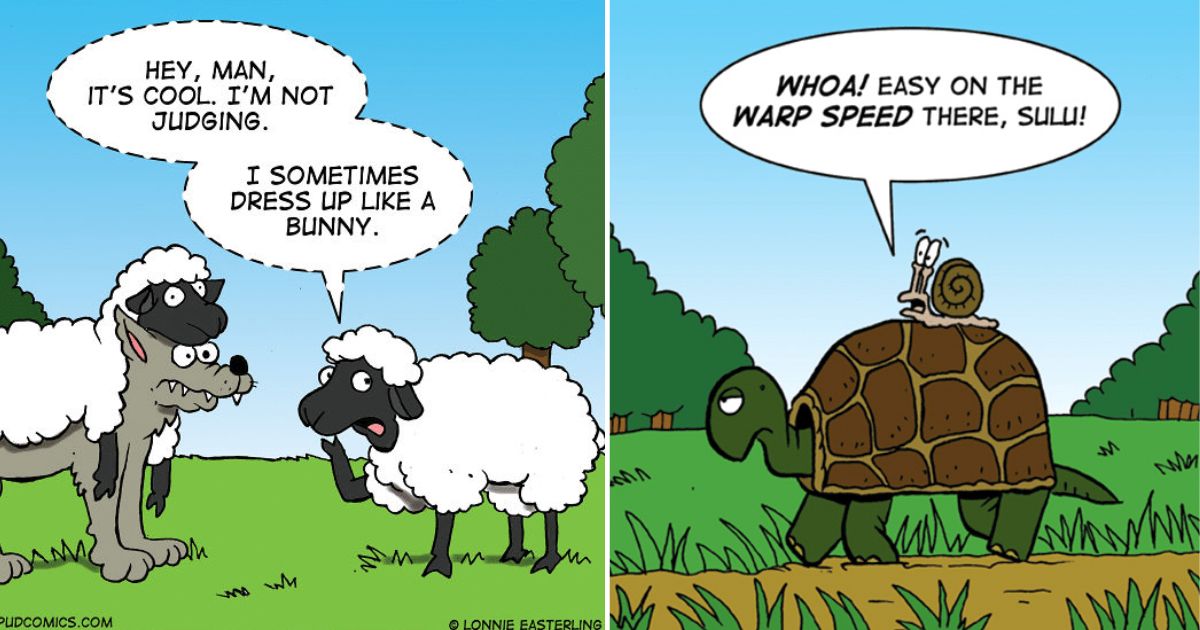 HEY, MAN,
IT'S COOL. I'M NOT
JUDGING.
I SOMETIMES
DRESS UP LIKE A
BUNNY.
PUDCOMICS.COM
© LONNIE EASTERLING
WHOA! EASY ON THE
WARP SPEED THERE, SULU!